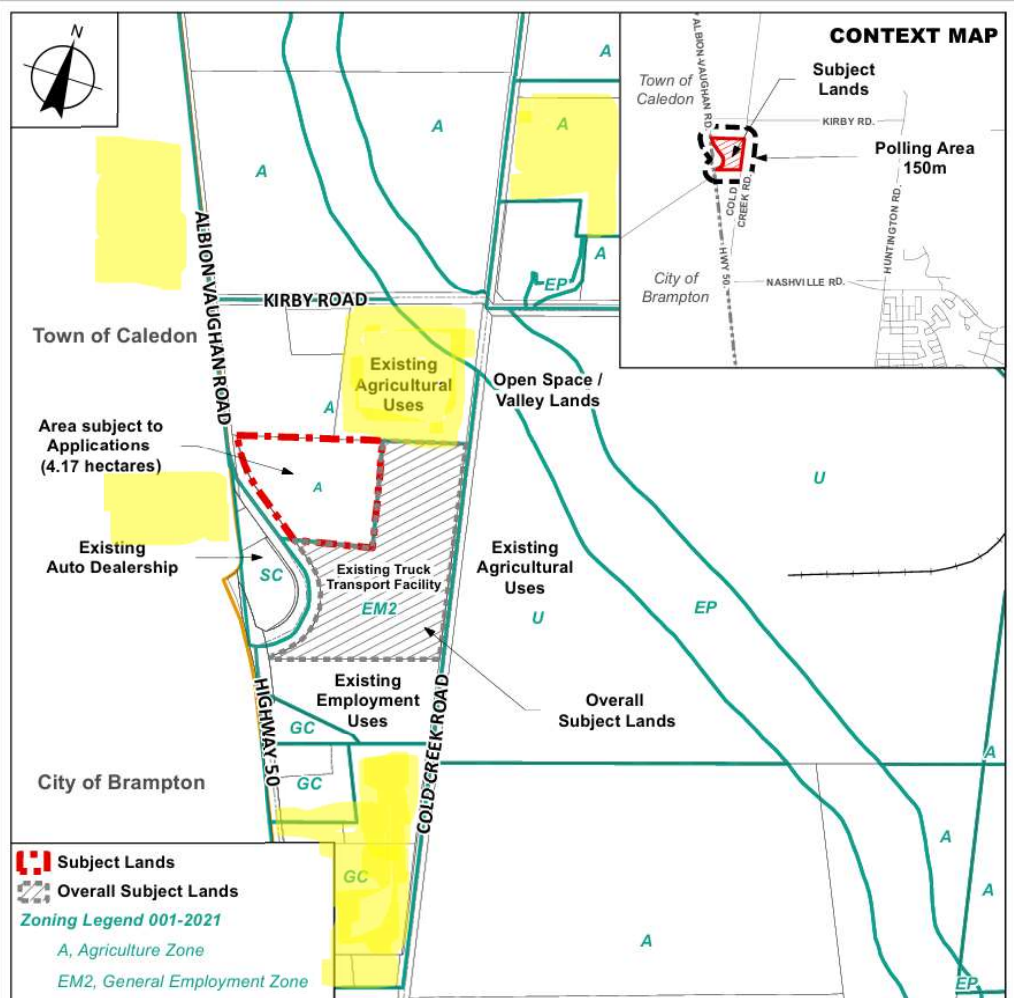 N
CONTEXT MAP
ALBION-VAUGHAN RD.
Town of
Caledon
Subject
Lands
KIRBY RD.
Polling Area
150m
COLD
CREEK RD.
HUNTINGTON RD.
HWY 50.
City of
Brampton
NASHVILLE RD.
A
A
A
A
A
EP
ALBION-VAUGHAN ROAD
KIRBY ROAD
Town of Caledon
Existing
Agricultural
Uses
A
Open Space /
Valley Lands
Area subject to
Applications
(4.17 hectares)
A
U
Existing
Auto Dealership
SC
Existing Truck
Transport Facility
EM2
Existing
Agricultural
Uses
U
EP
Existing
Employment
Uses
Overall
Subject Lands
HIGHWAY 50
GC
COLD CREEK ROAD
A
City of Brampton
GC
A
GC
A
A
EP
Subject Lands
Overall Subject Lands
Zoning Legend 001-2021
A, Agriculture Zone
EM2, General Employment Zone